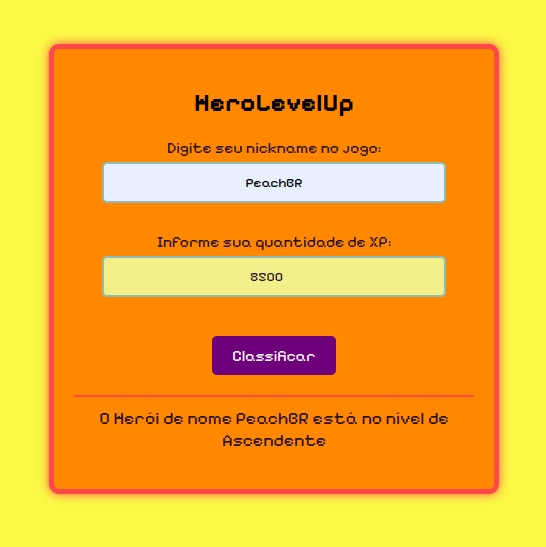 HeroLevelUp
Digite seu nickname no jogo:
PeachBR
Informe sua quantidade de XP:
8500
Classificar
O Herói de nome PeachBR está no nível de
Ascendente